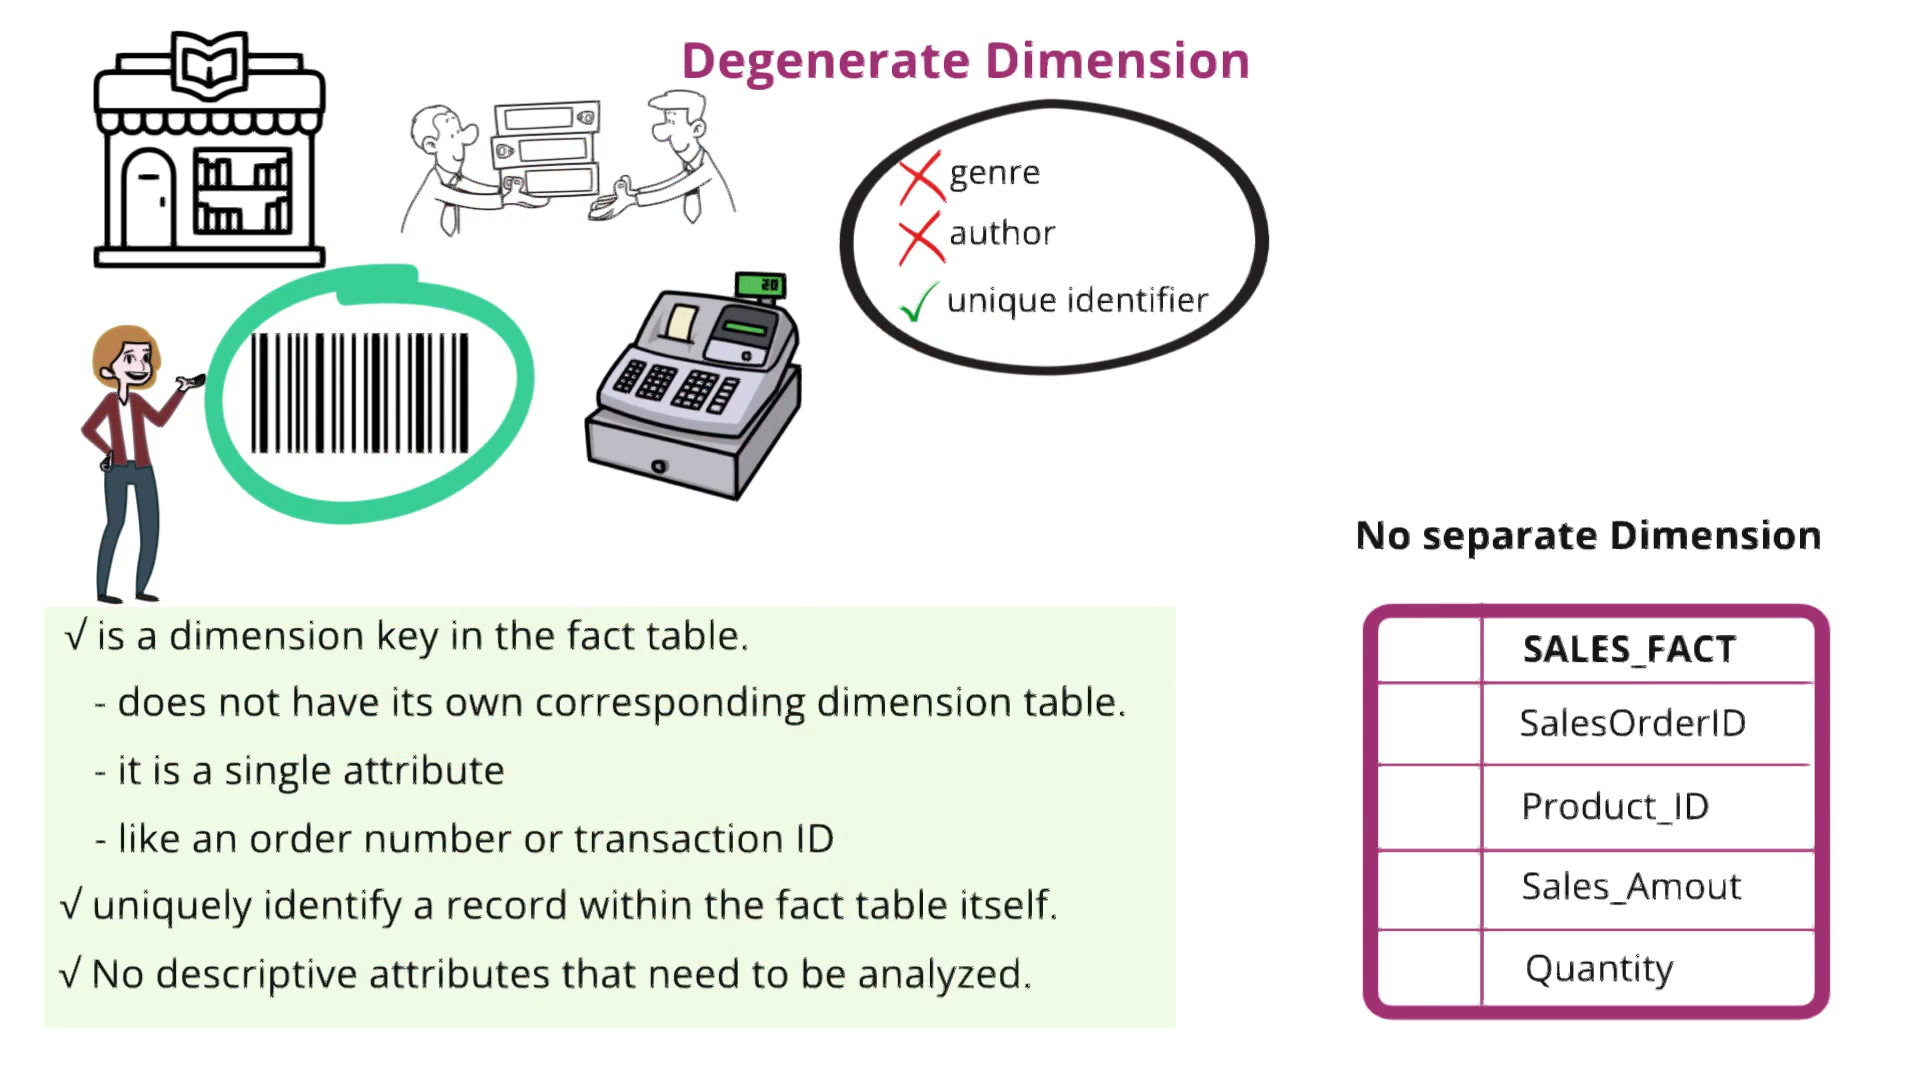 Degenerate Dimension
genre
author
unique identifier
20
No separate Dimension
√ is a dimension key in the fact table.
- does not have its own corresponding dimension table.
- it is a single attribute
- like an order number or transaction ID
√ uniquely identify a record within the fact table itself.
√ No descriptive attributes that need to be analyzed.
SALES_FACT
SalesOrderID
Product_ID
Sales_Amout
Quantity